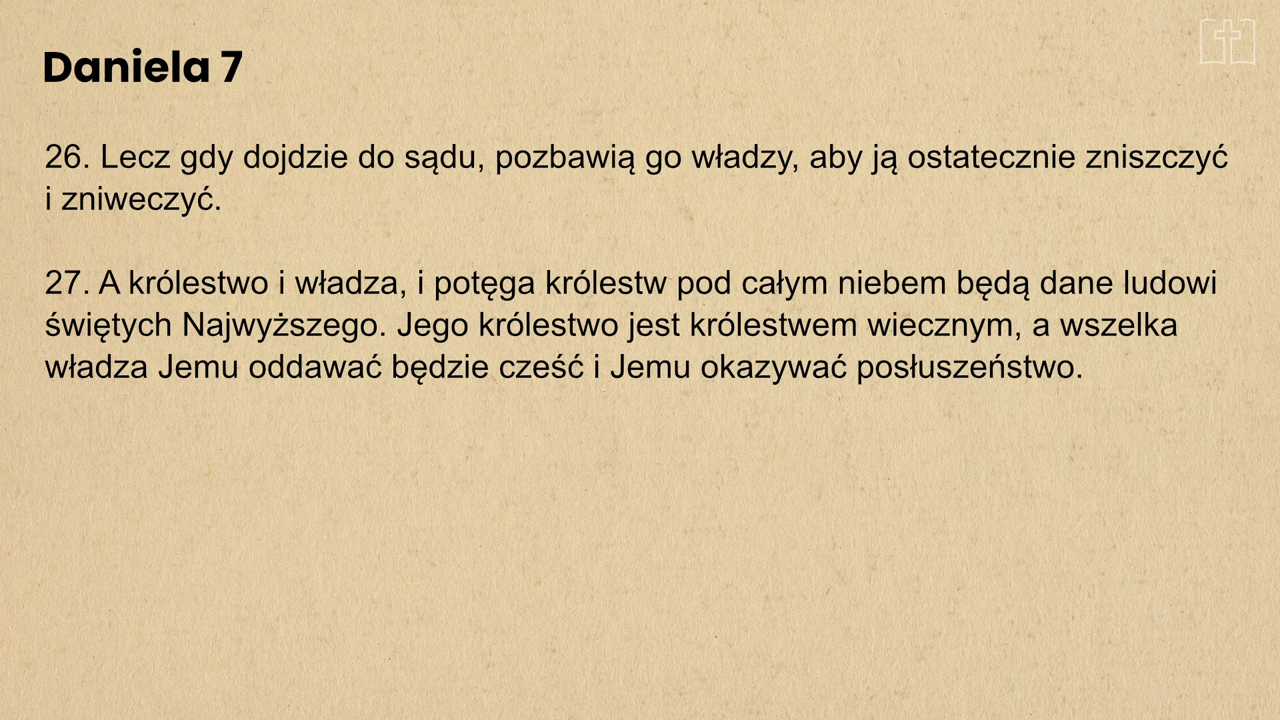 Daniela 7
26. Lecz gdy dojdzie do sądu, pozbawią go władzy, aby ją ostatecznie zniszczyć
i zniweczyć.
27. A królestwo i władza, i potęga królestw pod całym niebem będą dane ludowi
świętych Najwyższego. Jego królestwo jest królestwem wiecznym, a wszelka
władza Jemu oddawać będzie cześć i Jemu okazywać posłuszeństwo.